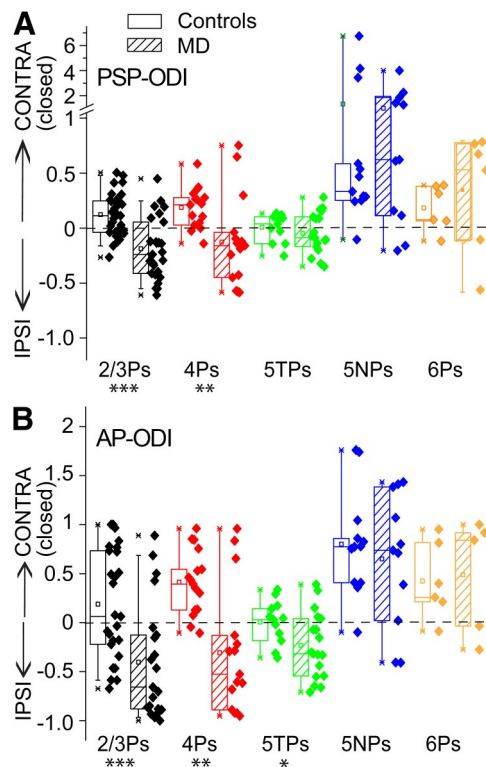 A
Controls
MD
PSP-ODI
CONTRA
(closed)
IPSI
6
4
2
1
0.5
0
-0.5
-1.0
2/3Ps 4Ps 5TPs 5NPs 6Ps
*** **
B
AP-ODI
CONTRA
(closed)
IPSI
2
1
0.5
0
-0.5
-1.0
2/3Ps 4Ps 5TPs 5NPs 6Ps
*** ** *